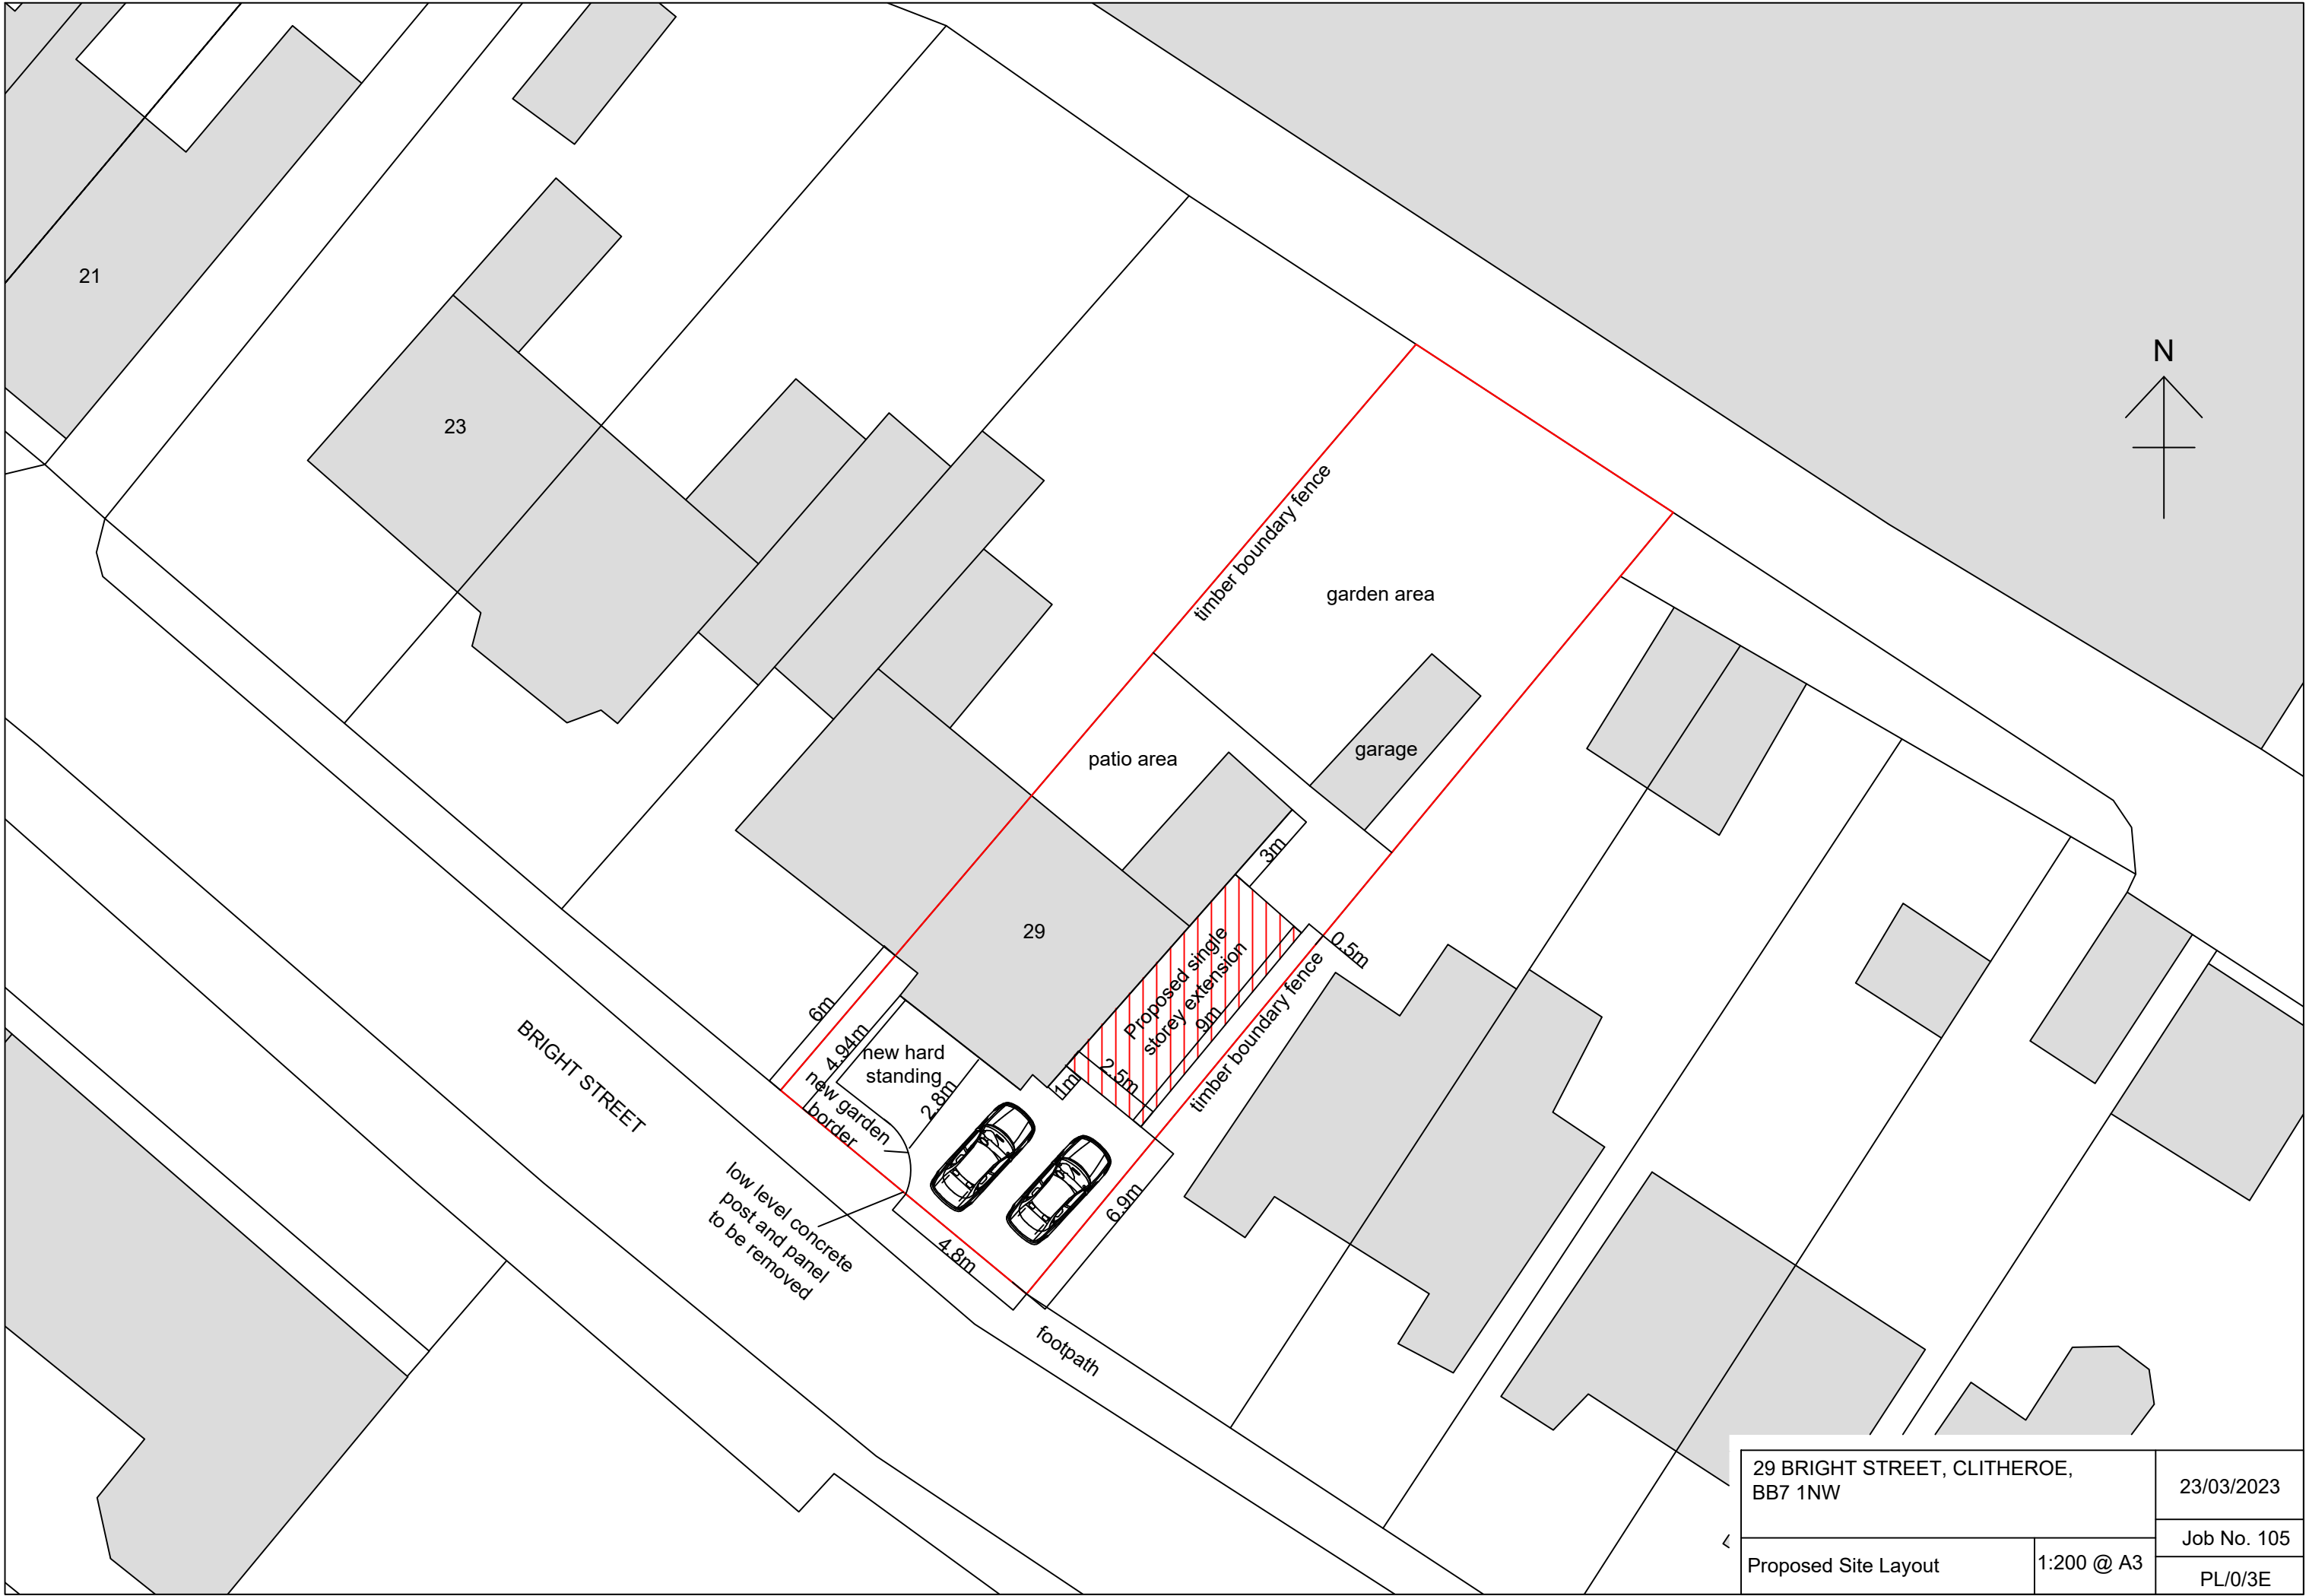 21
23
N
timber boundary fence
garden area
garage
patio area
3m
29
0.5m
Proposed single
storey extension
9m
timber boundary fence
6m
4.94m
new hard
standing
2.8m
1m
2.5m
new garden
border
BRIGHT STREET
low level concrete
post and panel
to be removed
6.9m
4.8m
footpath
29 BRIGHT STREET, CLITHEROE,
BB7 1NW
23/03/2023
Job No. 105
Proposed Site Layout
1:200 @ A3
PL/0/3E